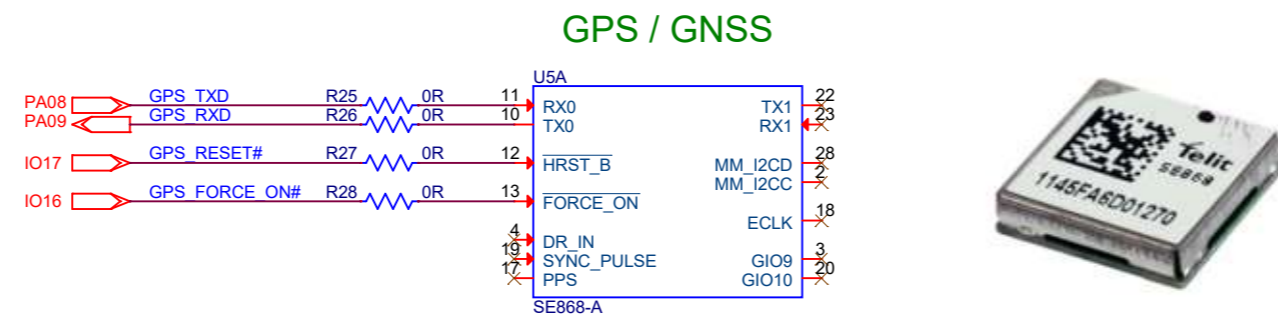 GPS / GNSS
U5A
PA08 GPS_TXD R25 0R 11 RX0 TX1 22
PA09 GPS_RXD R26 0R 10 TX0 RX1 23
IO17 GPS_RESET# R27 0R 12 HRST_B MM_I2CD 28
MM_I2CC 2
IO16 GPS_FORCE_ON# R28 0R 13 FORCE_ON
ECLK 18
4 DR_IN
19 SYNC_PULSE GIO9 3
17 PPS GIO10 20
SE868-A
Telit
SE868
1145FA6D01270